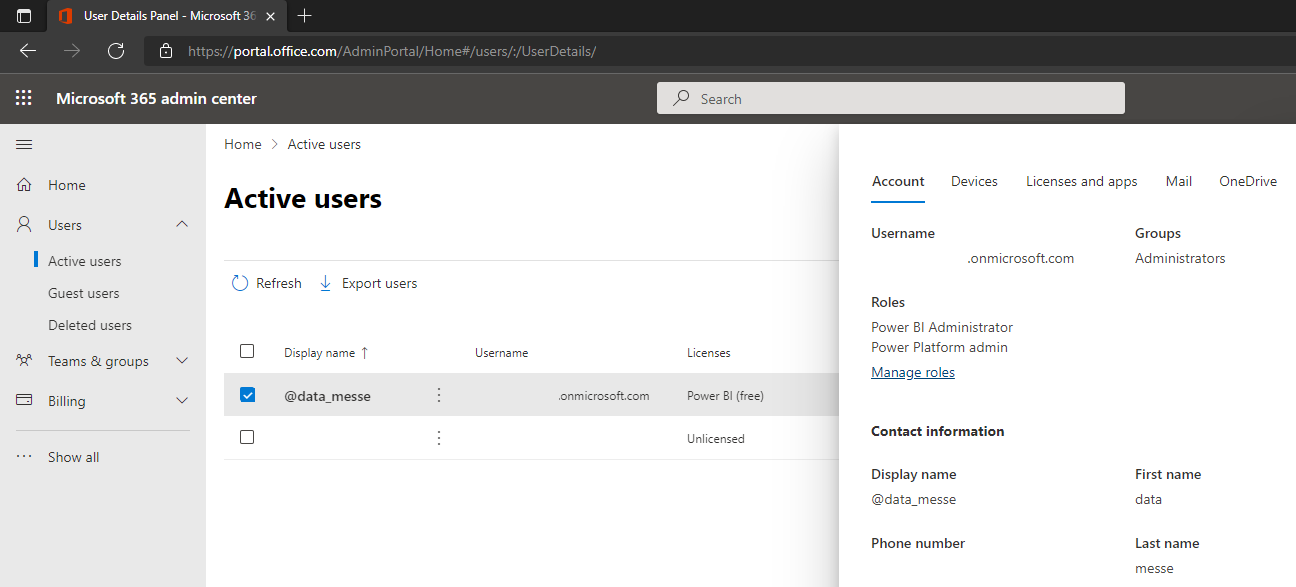 User Details Panel - Microsoft 36
https://portal.office.com/AdminPortal/Home#/users/:/UserDetails/
Microsoft 365 admin center
Search
Home
Users
Active users
Guest users
Deleted users
Teams & groups
Billing
Show all
Home > Active users
Active users
Refresh
Export users
Display name ↑ Username Licenses
@data_messe .onmicrosoft.com Power BI (free)
Unlicensed
Account Devices Licenses and apps Mail OneDrive
Username
.onmicrosoft.com
Groups
Administrators
Roles
Power BI Administrator
Power Platform admin
Manage roles
Contact information
Display name
@data_messe
First name
data
Phone number
Last name
messe